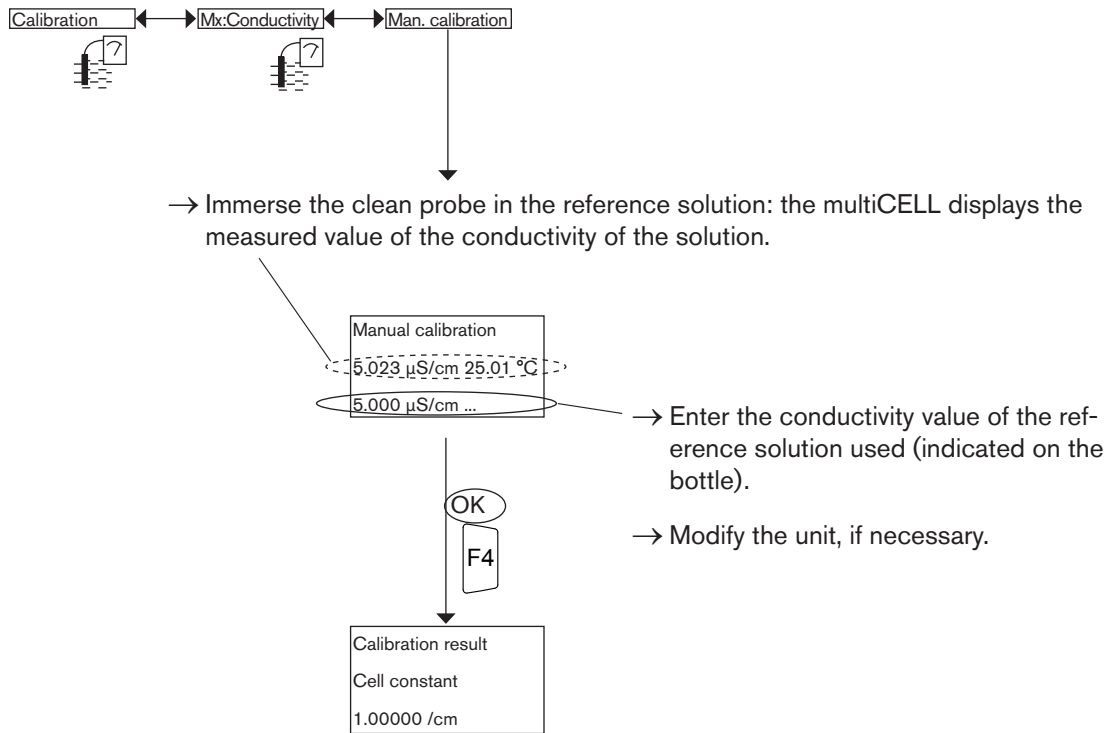 Calibration
Mx:Conductivity
Man. calibration
→ Immerse the clean probe in the reference solution: the multiCELL displays the
measured value of the conductivity of the solution.
Manual calibration
5.023 µS/cm 25.01 °C
5.000 µS/cm ...
→ Enter the conductivity value of the ref-
erence solution used (indicated on the
bottle).
→ Modify the unit, if necessary.
OK
F4
Calibration result
Cell constant
1.00000 /cm